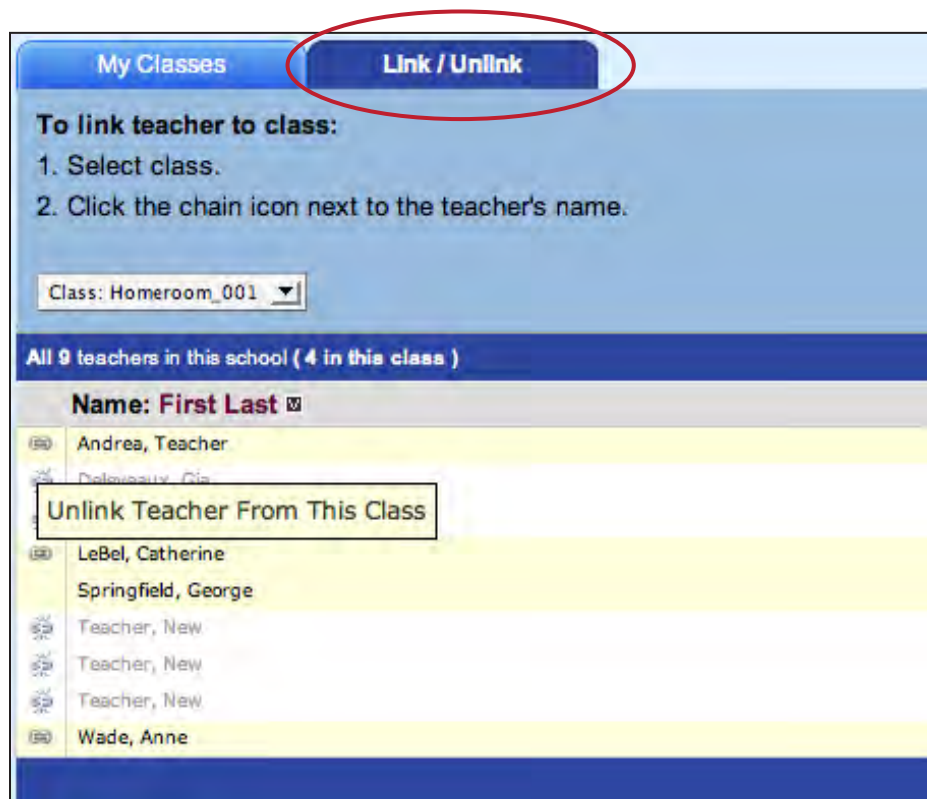 My Classes
Link / Unlink
To link teacher to class:
1. Select class.
2. Click the chain icon next to the teacher's name.
Class: Homeroom_001
All 9 teachers in this school ( 4 in this class )
Name: First Last
Andrea, Teacher
Unlink Teacher From This Class
LeBel, Catherine
Springfield, George
Teacher, New
Teacher, New
Teacher, New
Wade, Anne